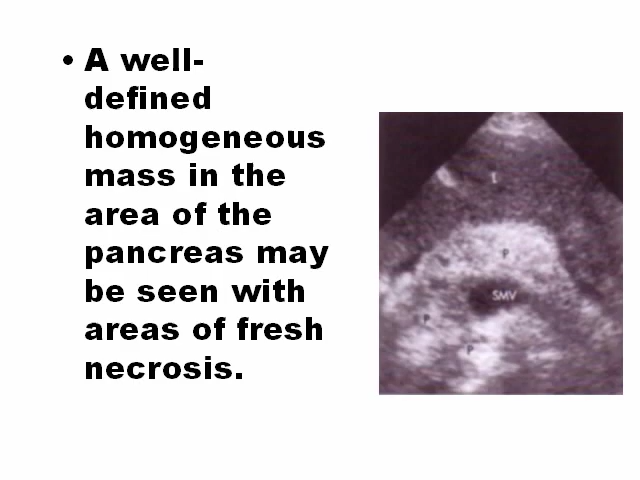 • A well-
defined
homogeneous
mass in the
area of the
pancreas may
be seen with
areas of fresh
necrosis.
P
SMV
P
P